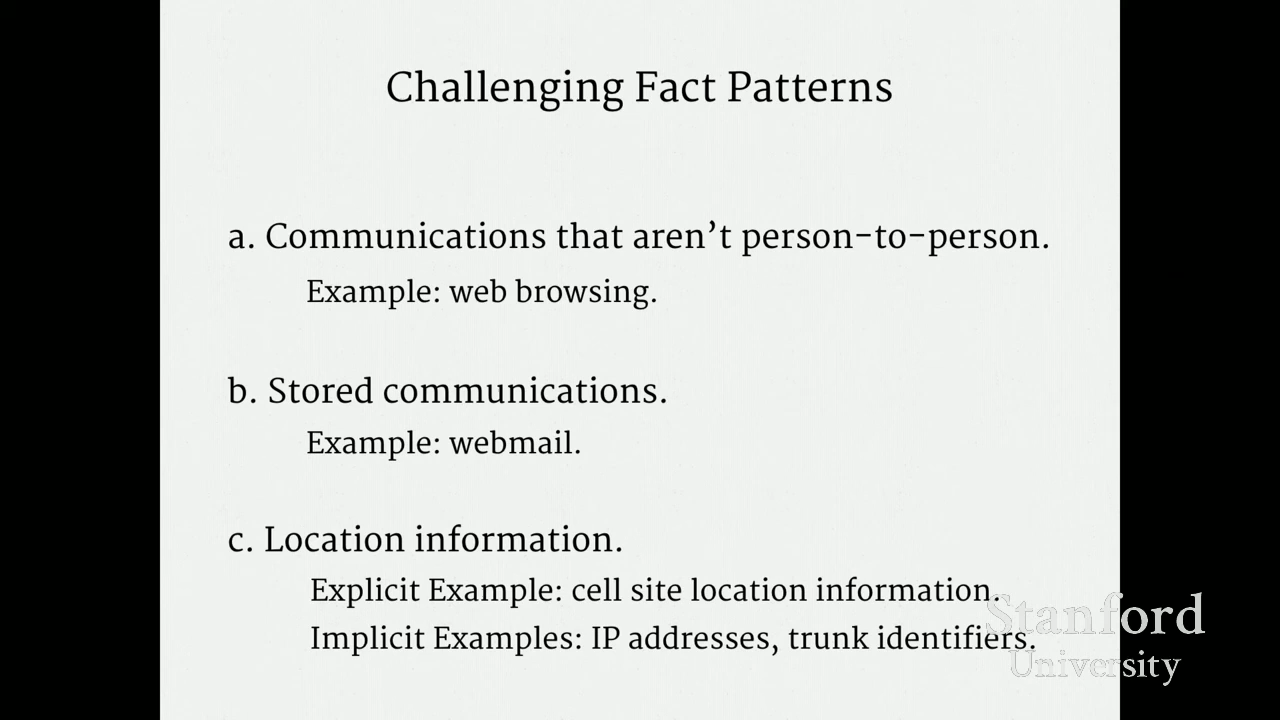 Challenging Fact Patterns
a. Communications that aren’t person-to-person.
Example: web browsing.
b. Stored communications.
Example: webmail.
c. Location information.
Explicit Example: cell site location information.
Implicit Examples: IP addresses, trunk identifiers.
Stanford
University